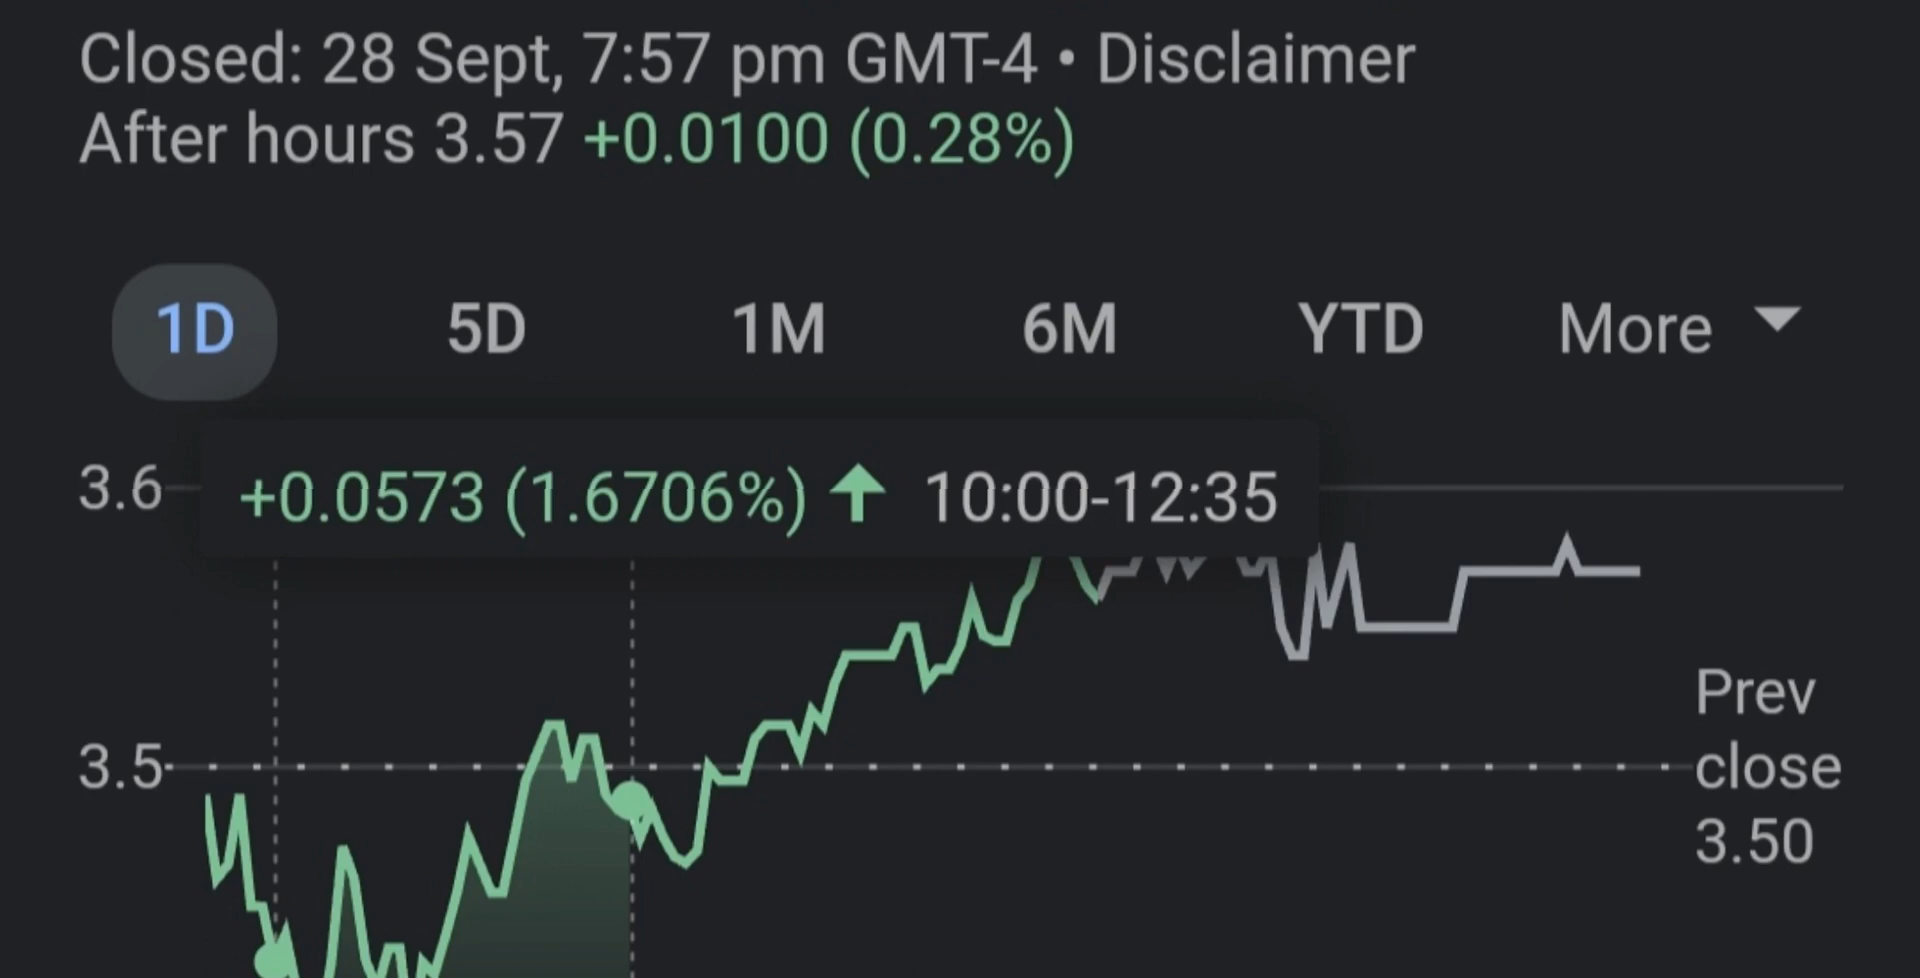 Closed: 28 Sept, 7:57 pm GMT-4 • Disclaimer
After hours 3.57 +0.0100 (0.28%)
1D 5D 1M 6M YTD More
+0.0573 (1.6706%) 10:00-12:35
3.6
3.5
Prev
close
3.50